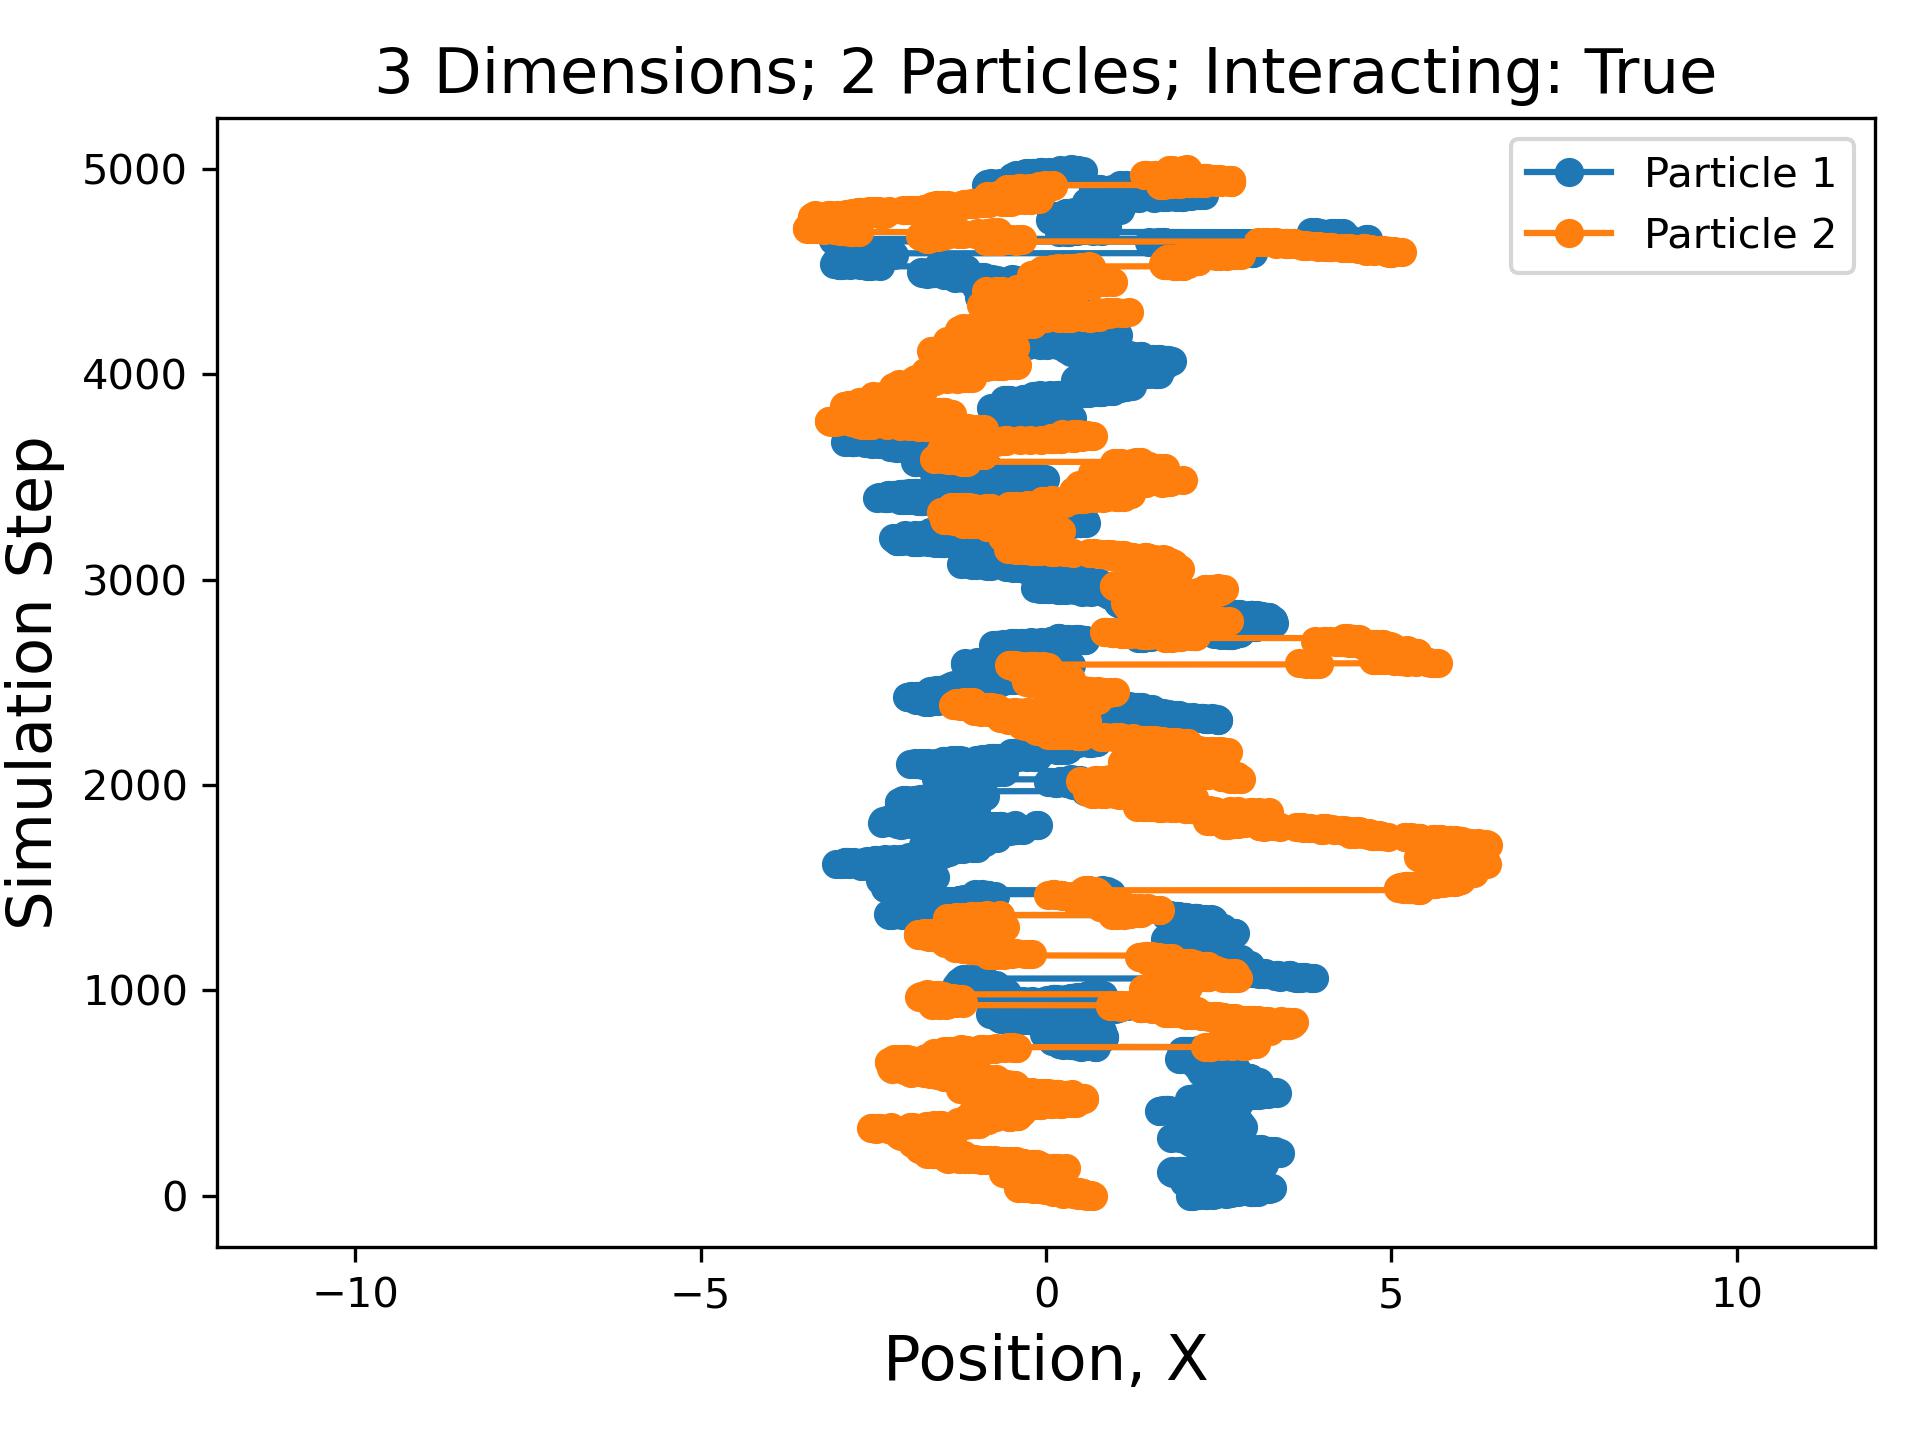 3 Dimensions; 2 Particles; Interacting: True
Particle 1
Particle 2
5000
4000
3000
2000
1000
0
Simulation Step
−10
−5
0
5
10
Position, X